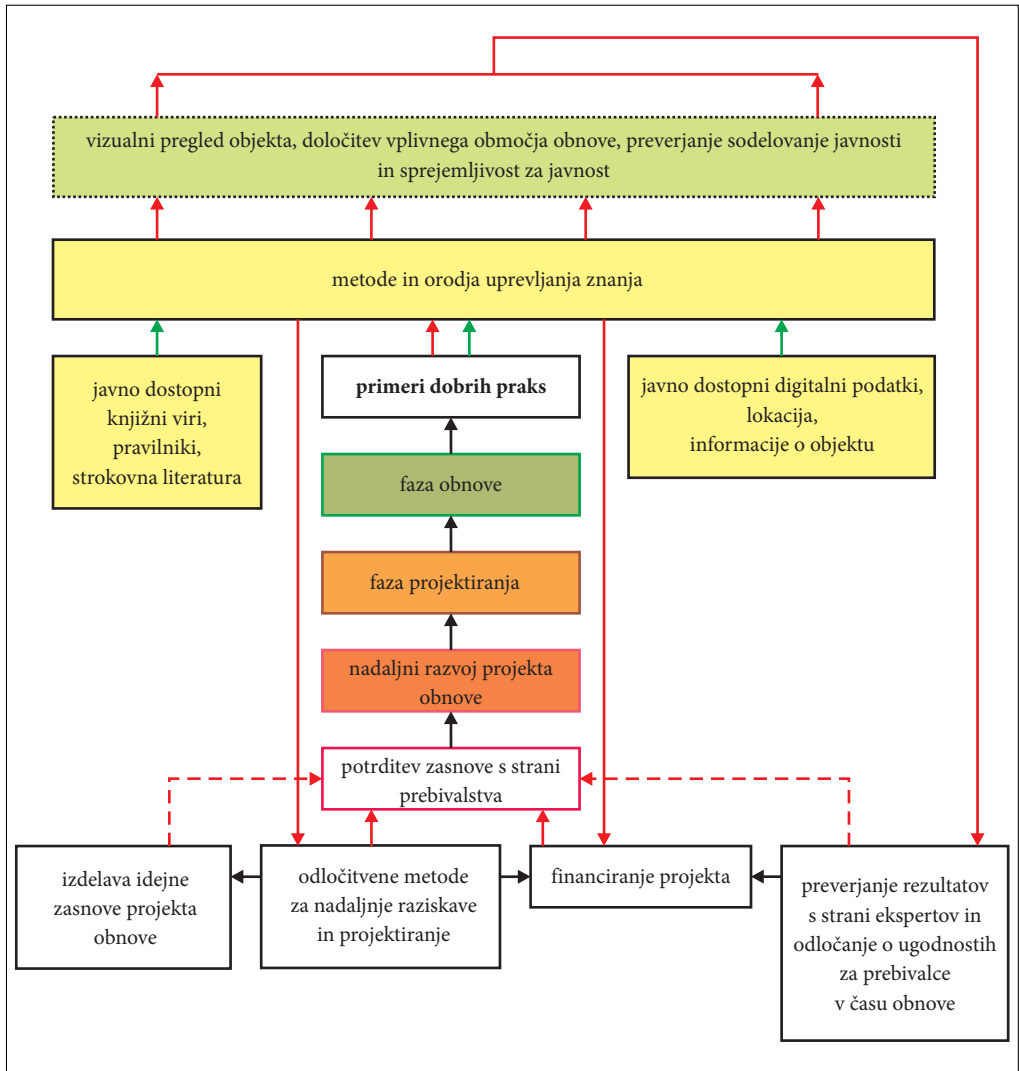 vizualni pregled objekta, določitev vplivnega območja obnove, preverjanje sodelovanje javnosti
in sprejemljivost za javnost
metode in orodja uprevljanja znanja
javno dostopni
knjižni viri,
pravilniki,
strokovna literatura
primeri dobrih praks
javno dostopni digitalni podatki,
lokacija,
informacije o objektu
faza obnove
faza projektiranja
nadaljni razvoj projekta
obnove
potrditev zasnove s strani
prebivalstva
izdelava idejne
zasnove projekta
obnove
odločitvene metode
za nadaljnje raziskave
in projektiranje
financiranje projekta
preverjanje rezultatov
s strani ekspertov in
odločanje o ugodnostih
za prebivalce
v času obnove